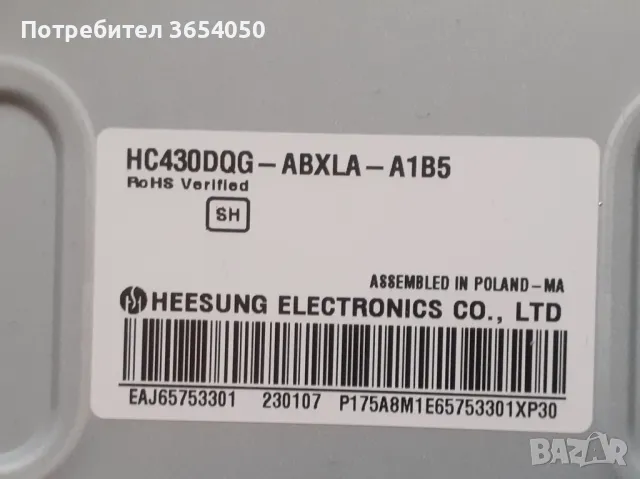 Потребител 3654050
HC430DQG-ABXLA-A1B5
RoHS Verified
SH
ASSEMBLED IN POLAND-MA
HEESUNG ELECTRONICS CO., LTD
EAJ65753301 230107 P175A8M1E65753301XP30
BAZAR